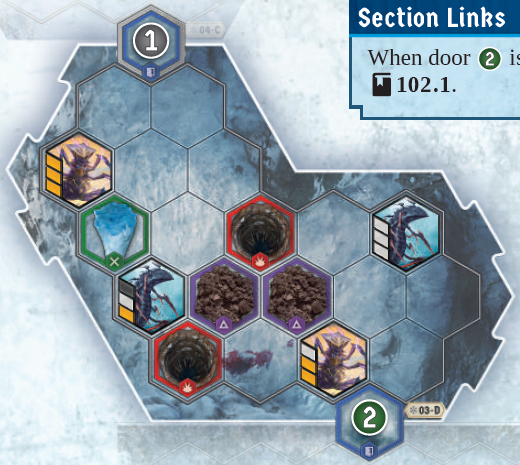 Section Links
When door 2 is
102.1.
1
04-C
2
03-D